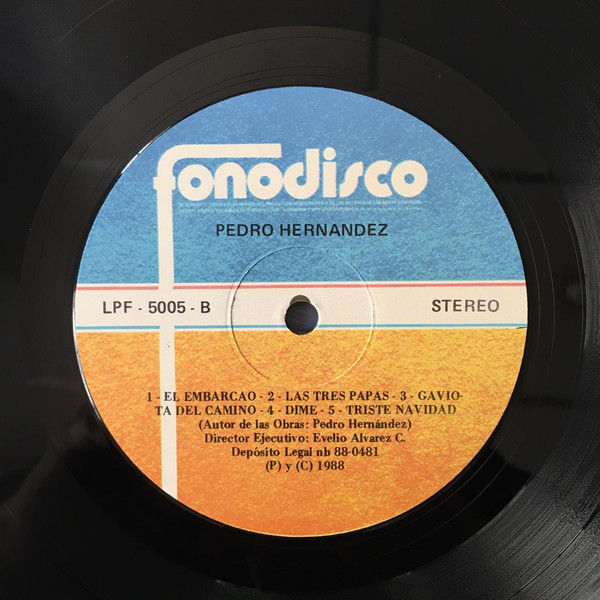 fonodisco
PEDRO HERNANDEZ
LPF - 5005 - B
STEREO
1 - EL EMBARCAO - 2 - LAS TRES PAPAS - 3 - GAVIO-
TA DEL CAMINO - 4 - DIME - 5 - TRISTE NAVIDAD
(Autor de las Obras: Pedro Hernández)
Director Ejecutivo: Evelio Alvarez C.
Depósito Legal nb 88-0481
(P) y (C) 1988